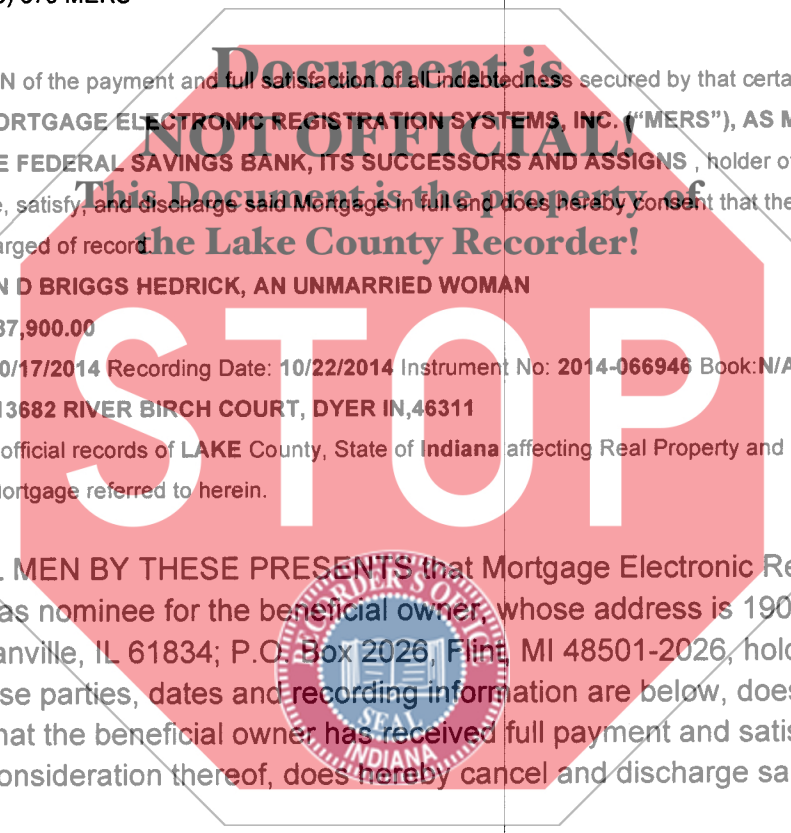 MERS
Document is
N of the payment and full satisfaction of all indebtedness secured by that certa
NOT OFFICIAL!
ORTGAGE ELECTRONIC REGISTRATION SYSTEMS, INC. ("MERS"), AS M
E FEDERAL SAVINGS BANK, ITS SUCCESSORS AND ASSIGNS , holder of
This Document is the property of
e, satisfy, and discharge said Mortgage in full and does hereby consent that the
the Lake County Recorder!
arged of record.
N D BRIGGS HEDRICK, AN UNMARRIED WOMAN
37,900.00
STOP
0/17/2014 Recording Date: 10/22/2014 Instrument No: 2014-066946 Book:N/A
13682 RIVER BIRCH COURT, DYER IN,46311
official records of LAKE County, State of Indiana affecting Real Property and
ortgage referred to herein.
MEN BY THESE PRESENTS that Mortgage Electronic Re
as nominee for the beneficial owner, whose address is 190
anville, IL 61834; P.O. Box 2026, Flint, MI 48501-2026, hold
se parties, dates and recording information are below, does
hat the beneficial owner has received full payment and satis
onsideration thereof, does hereby cancel and discharge sa
RECORDER'S OFFICE
SEAL
INDIANA